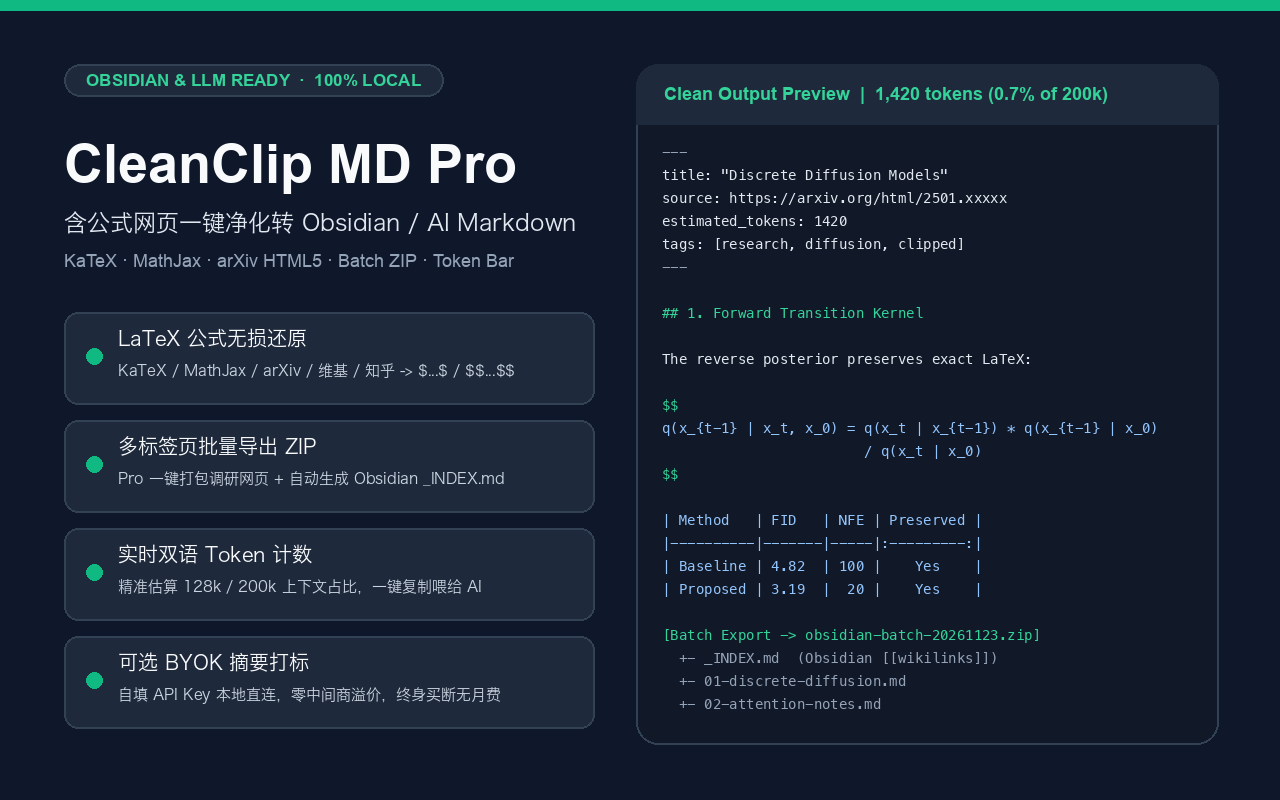 OBSIDIAN & LLM READY · 100% LOCAL
CleanClip MD Pro
含公式网页一键净化转 Obsidian / AI Markdown
KaTeX · MathJax · arXiv HTML5 · Batch ZIP · Token Bar
LaTeX 公式无损还原
KaTeX / MathJax / arXiv / 维基 / 知乎 -> $...$ / $$...$$
多标签页批量导出 ZIP
Pro 一键打包调研网页 + 自动生成 Obsidian _INDEX.md
实时双语 Token 计数
精准估算 128k / 200k 上下文占比，一键复制喂给 AI
可选 BYOK 摘要打标
自填 API Key 本地直连，零中间商溢价，终身买断无月费
Clean Output Preview | 1,420 tokens (0.7% of 200k)
---
title: "Discrete Diffusion Models"
source: https://arxiv.org/html/2501.xxxxx
estimated_tokens: 1420
tags: [research, diffusion, clipped]
---
## 1. Forward Transition Kernel
The reverse posterior preserves exact LaTeX:
$$
q(x_{t-1} | x_t, x_0) = q(x_t | x_{t-1}) * q(x_{t-1} | x_0)
/ q(x_t | x_0)
$$
| Method   | FID   | NFE | Preserved |
|----------|-------|-----|:---------:|
| Baseline | 4.82  | 100 |    Yes    |
| Proposed | 3.19  |  20 |    Yes    |
[Batch Export -> obsidian-batch-20261123.zip]
+- _INDEX.md  (Obsidian [[wikilinks]])
+- 01-discrete-diffusion.md
+- 02-attention-notes.md